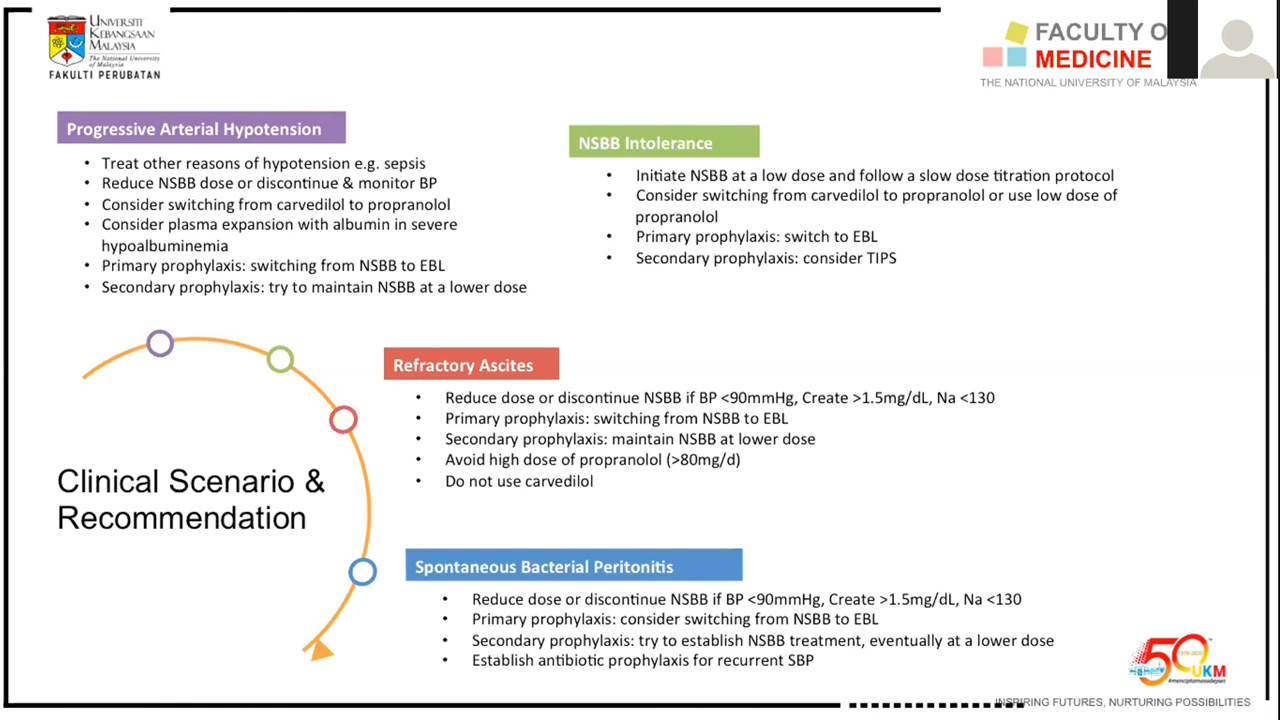 UNIVERSITI
KEBANGSAAN
MALAYSIA
The National University
of Malaysia
FAKULTI PERUBATAN
FACULTY O
MEDICINE
THE NATIONAL UNIVERSITY OF MALAYSIA
Progressive Arterial Hypotension
• Treat other reasons of hypotension e.g. sepsis
• Reduce NSBB dose or discontinue & monitor BP
• Consider switching from carvedilol to propranolol
• Consider plasma expansion with albumin in severe
hypoalbuminemia
• Primary prophylaxis: switching from NSBB to EBL
• Secondary prophylaxis: try to maintain NSBB at a lower dose
NSBB Intolerance
• Initiate NSBB at a low dose and follow a slow dose titration protocol
• Consider switching from carvedilol to propranolol or use low dose of
propranolol
• Primary prophylaxis: switch to EBL
• Secondary prophylaxis: consider TIPS
Refractory Ascites
• Reduce dose or discontinue NSBB if BP <90mmHg, Create >1.5mg/dL, Na <130
• Primary prophylaxis: switching from NSBB to EBL
• Secondary prophylaxis: maintain NSBB at lower dose
• Avoid high dose of propranolol (>80mg/d)
• Do not use carvedilol
Clinical Scenario &
Recommendation
Spontaneous Bacterial Peritonitis
• Reduce dose or discontinue NSBB if BP <90mmHg, Create >1.5mg/dL, Na <130
• Primary prophylaxis: consider switching from NSBB to EBL
• Secondary prophylaxis: try to establish NSBB treatment, eventually at a lower dose
• Establish antibiotic prophylaxis for recurrent SBP
50
UKM
#menciptamasadepan
INSPIRING FUTURES, NURTURING POSSIBILITIES